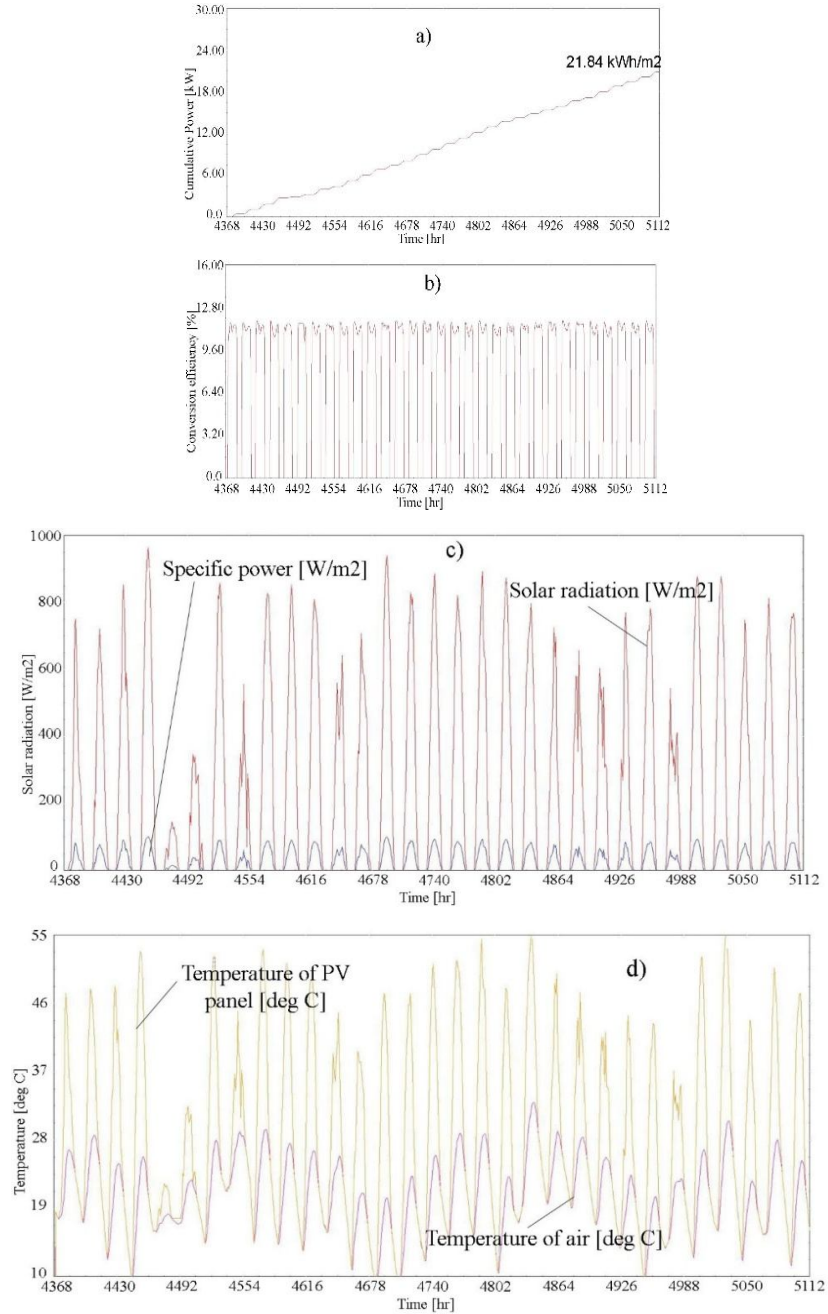 a)
30.00
24.00
18.00
12.00
6.00
0.0
Cumulative Power [kW]
21.84 kWh/m2
4368 4430 4492 4554 4616 4678 4740 4802 4864 4926 4988 5050 5112
Time [hr]
b)
16.00
12.80
9.60
6.40
3.20
0.0
Conversion efficiency [%]
4368 4430 4492 4554 4616 4678 4740 4802 4864 4926 4988 5050 5112
Time [hr]
c)
1000
800
600
400
200
0
Solar radiation [W/m2]
Specific power [W/m2]
Solar radiation [W/m2]
4368 4430 4492 4554 4616 4678 4740 4802 4864 4926 4988 5050 5112
Time [hr]
d)
55
46
37
28
19
10
Temperature [deg C]
Temperature of PV
panel [deg C]
Temperature of air [deg C]
4368 4430 4492 4554 4616 4678 4740 4802 4864 4926 4988 5050 5112
Time [hr]